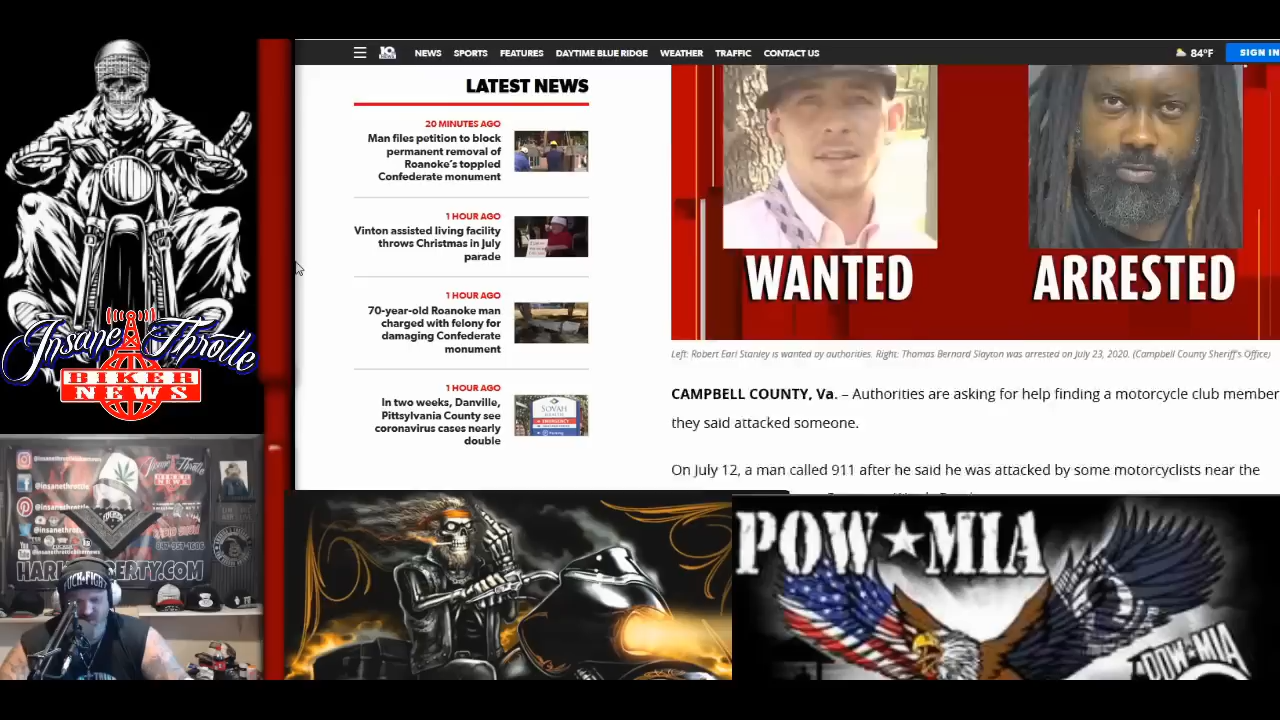 NEWS SPORTS FEATURES DAYTIME BLUE RIDGE WEATHER TRAFFIC CONTACT US 84°F SIGN IN
LATEST NEWS
20 MINUTES AGO
Man files petition to block
permanent removal of
Roanoke's toppled
Confederate monument
1 HOUR AGO
Vinton assisted living facility
throws Christmas in July
parade
1 HOUR AGO
70-year-old Roanoke man
charged with felony for
damaging Confederate
monument
1 HOUR AGO
In two weeks, Danville,
Pittsylvania County see
coronavirus cases nearly
double
SOVAH
WANTED
ARRESTED
Left: Robert Earl Stanley is wanted by authorities. Right: Thomas Bernard Slayton was arrested on July 23, 2020. (Campbell County Sheriff's Office)
CAMPBELL COUNTY, Va. – Authorities are asking for help finding a motorcycle club member
they said attacked someone.
On July 12, a man called 911 after he said he was attacked by some motorcyclists near the
Insane Throttle
BIKER
NEWS
POW★MIA
POW★MIA